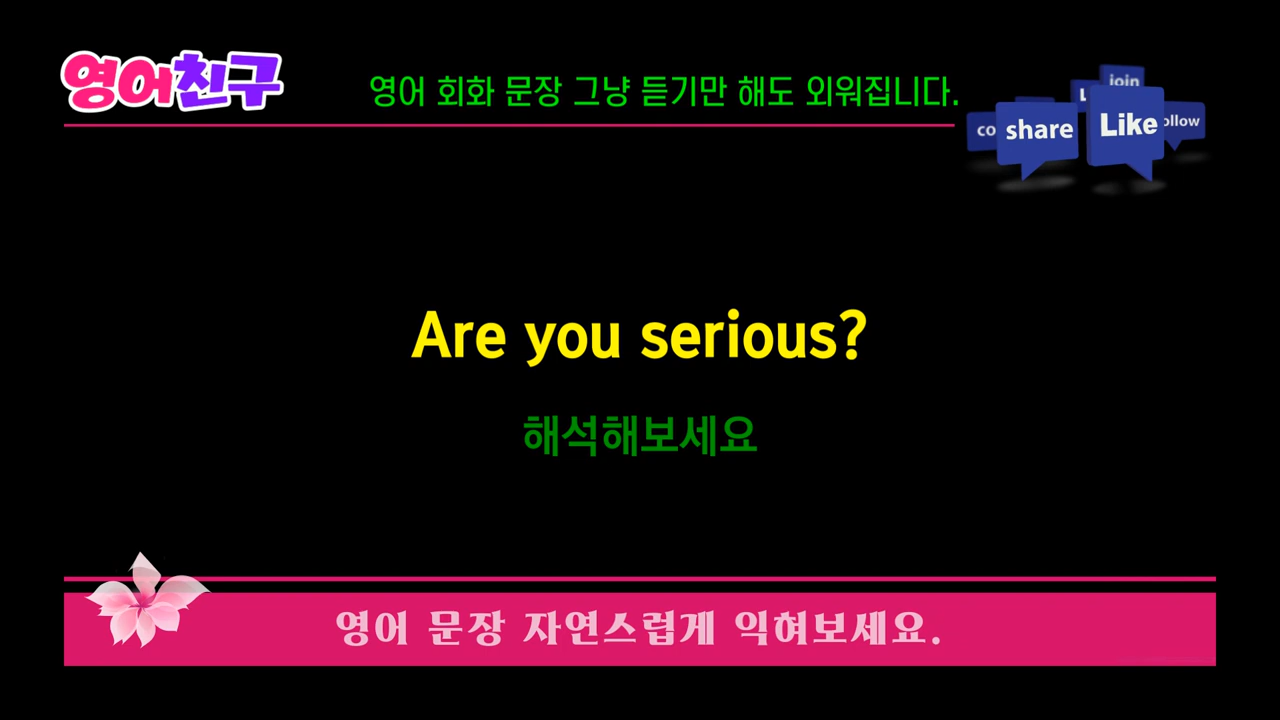 영어친구
영어 회화 문장 그냥 듣기만 해도 외워집니다.
join
share
Like
Are you serious?
해석해보세요
영어 문장 자연스럽게 익혀보세요.